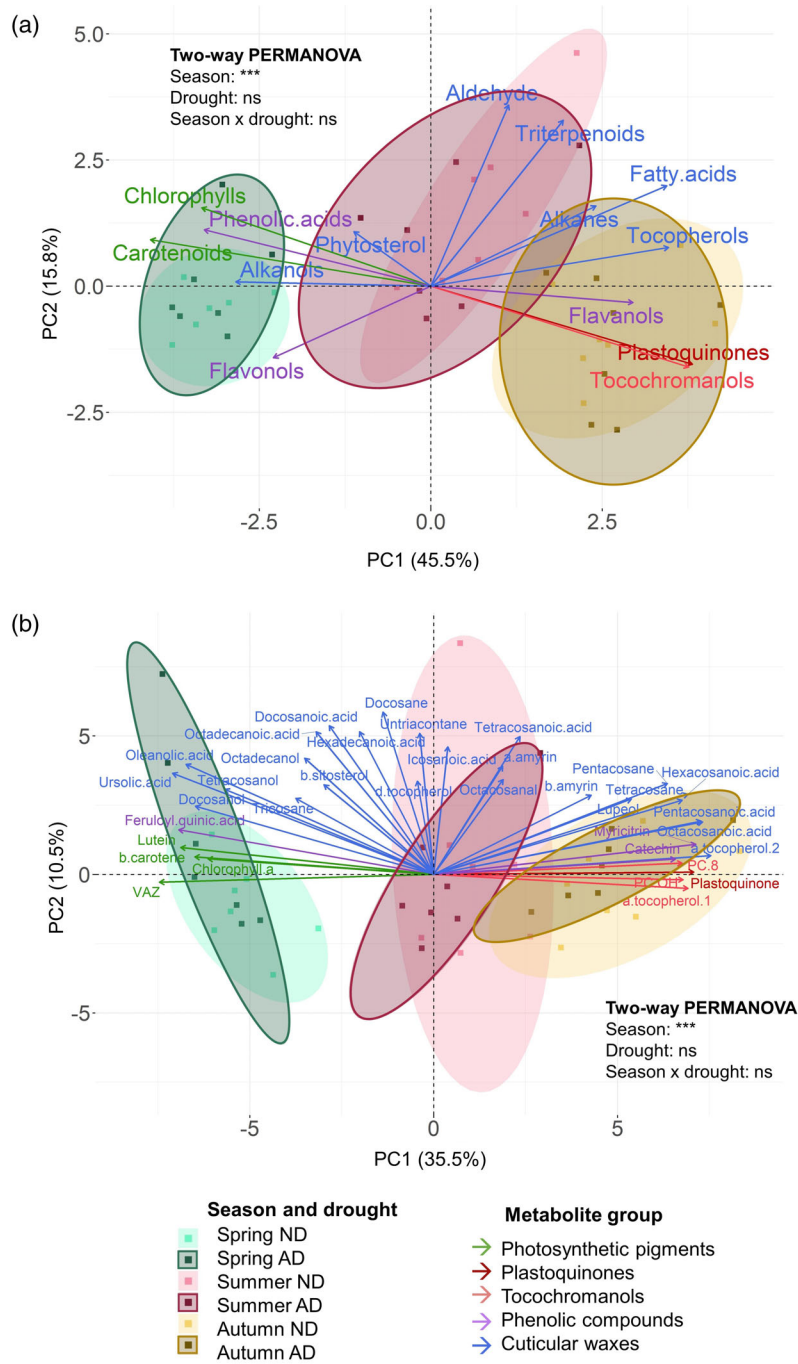 (a)
Two-way PERMANOVA
Season: ***
Drought: ns
Season x drought: ns
5.0
2.5
0.0
-2.5
PC2 (15.8%)
Aldehyde
Triterpenoids
Fatty.acids
Chlorophylls
Phenolic.acids
Alkanes
Phytosterol
Tocopherols
Carotenoids
Alkanols
Flavanols
Plastoquinones
Flavonols
Tocochromanols
-2.5
0.0
2.5
PC1 (45.5%)
(b)
5
0
-5
PC2 (10.5%)
Docosane
Docosanoic.acid
Untriacontane
Tetracosanoic.acid
Octadecanoic.acid
Hexadecanoic.acid
Oleanolic.acid
Octadecanol
Icosanoic.acid
a.amyrin
Pentacosane
Hexacosanoic.acid
Ursolic.acid
Tetracosanol
b.sitosterol
d.tocopherol
Octacosanal
b.amyrin
Tetracosane
Docosanol
Tricosane
Lupeol
Pentacosanoic.acid
Feruloyl.quinic.acid
Myricitrin
Octacosanoic.acid
Lutein
Catechin
a.tocopherol.2
b.carotene
Chlorophyll.a
PC.8
VAZ
PC.OH
Plastoquinone
a.tocopherol.1
Two-way PERMANOVA
Season: ***
Drought: ns
Season x drought: ns
-5
0
5
PC1 (35.5%)
Season and drought
Spring ND
Spring AD
Summer ND
Summer AD
Autumn ND
Autumn AD
Metabolite group
Photosynthetic pigments
Plastoquinones
Tocochromanols
Phenolic compounds
Cuticular waxes